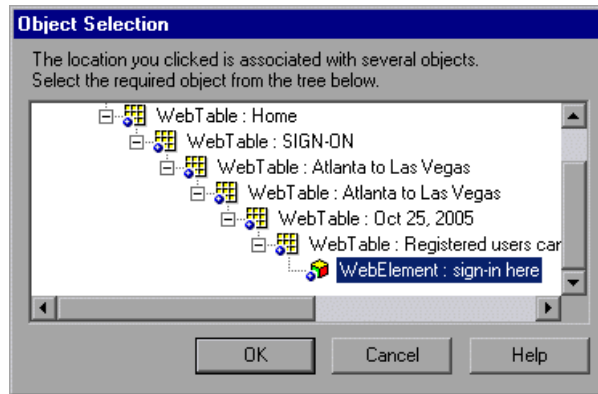 Object Selection
The location you clicked is associated with several objects.
Select the required object from the tree below.
WebTable : Home
WebTable : SIGN-ON
WebTable : Atlanta to Las Vegas
WebTable : Atlanta to Las Vegas
WebTable : Oct 25, 2005
WebTable : Registered users car
WebElement : sign-in here
OK Cancel Help